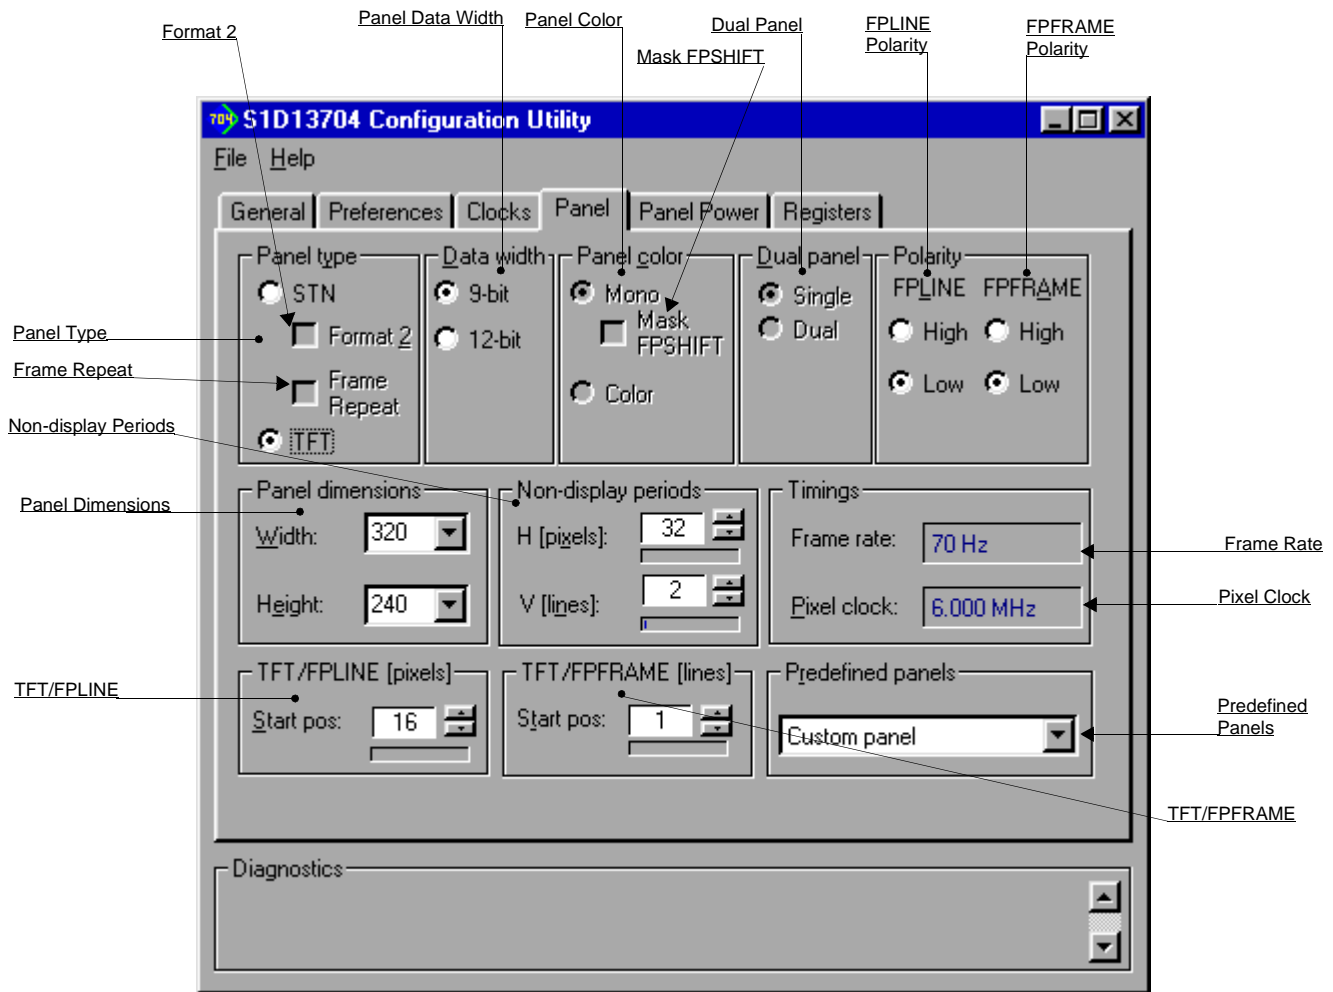 Format 2
Panel Data Width
Panel Color
Mask FPSHIFT
Dual Panel
FPLINE
Polarity
FPFRAME
Polarity
704
S1D13704 Configuration Utility
File Help
General Preferences Clocks Panel Panel Power Registers
Panel type
STN
Format 2
Frame
Repeat
TFT
Data width
9-bit
12-bit
Panel color
Mono
Mask
FPSHIFT
Color
Dual panel
Single
Dual
Polarity
FPLINE FPFRAME
High High
Low Low
Panel Type
Frame Repeat
Non-display Periods
Panel Dimensions
Panel dimensions
Width: 320
Height: 240
Non-display periods
H [pixels]: 32
V [lines]: 2
Timings
Frame rate: 70 Hz
Pixel clock: 6.000 MHz
Frame Rate
Pixel Clock
TFT/FPLINE
TFT/FPLINE [pixels]
Start pos: 16
TFT/FPFRAME [lines]
Start pos: 1
Predefined panels
Custom panel
Predefined
Panels
TFT/FPFRAME
Diagnostics